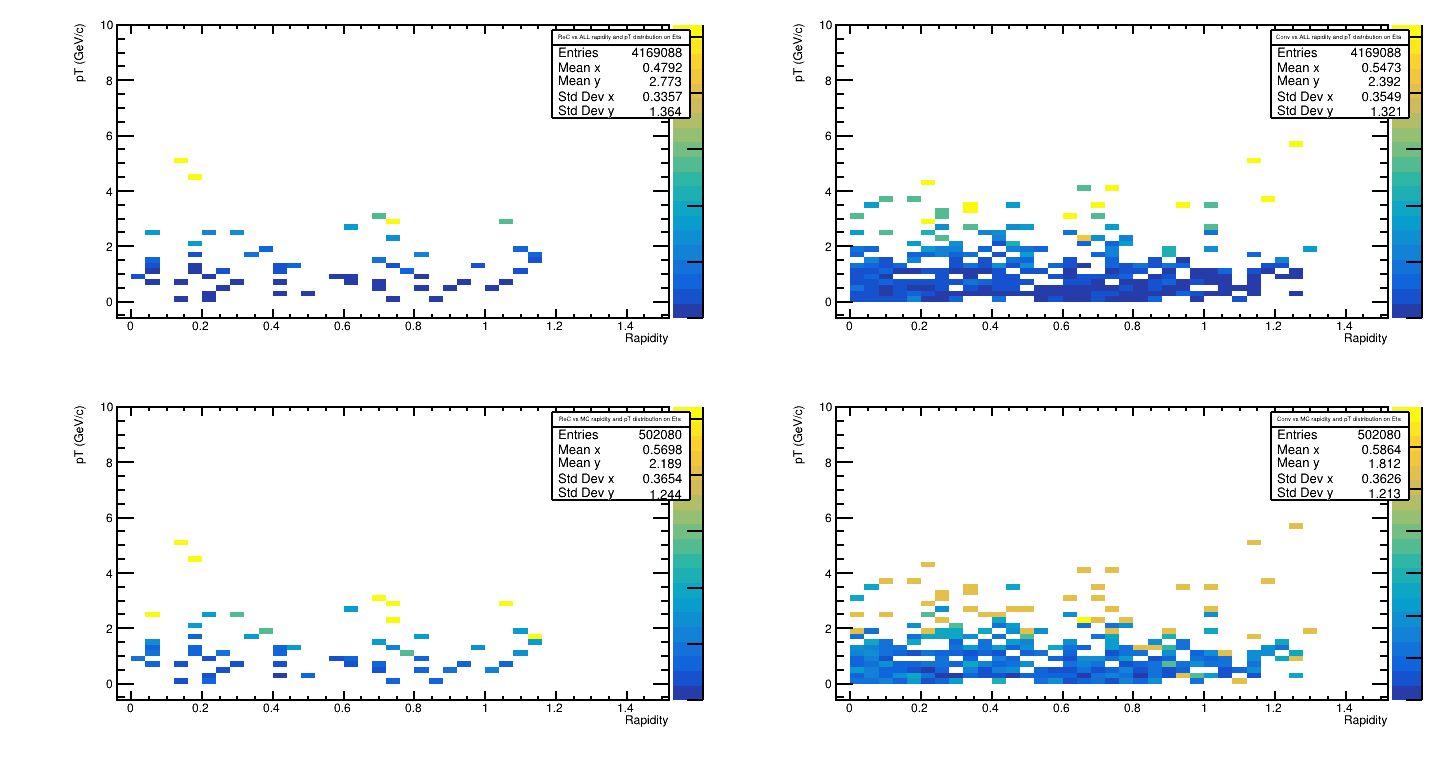 ReC vs ALL rapidity and pT distribution on Eta
Entries 4169088
Mean x 0.4792
Mean y 2.773
Std Dev x 0.3357
Std Dev y 1.364
pT (GeV/c)
10
8
6
4
2
0
0 0.2 0.4 0.6 0.8 1 1.2 1.4
Rapidity
Conv vs ALL rapidity and pT distribution on Eta
Entries 4169088
Mean x 0.5473
Mean y 2.392
Std Dev x 0.3549
Std Dev y 1.321
pT (GeV/c)
10
8
6
4
2
0
0 0.2 0.4 0.6 0.8 1 1.2 1.4
Rapidity
ReC vs MC rapidity and pT distribution on Eta
Entries 502080
Mean x 0.5698
Mean y 2.189
Std Dev x 0.3654
Std Dev y 1.244
pT (GeV/c)
10
8
6
4
2
0
0 0.2 0.4 0.6 0.8 1 1.2 1.4
Rapidity
Conv vs MC rapidity and pT distribution on Eta
Entries 502080
Mean x 0.5864
Mean y 1.812
Std Dev x 0.3626
Std Dev y 1.213
pT (GeV/c)
10
8
6
4
2
0
0 0.2 0.4 0.6 0.8 1 1.2 1.4
Rapidity